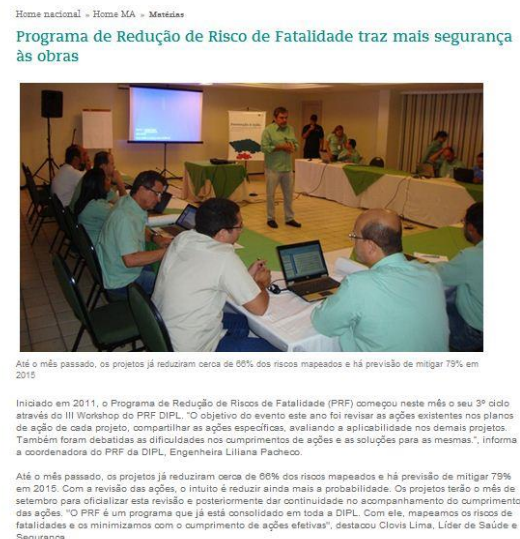 Home nacional » Home MA » Matérias
Programa de Redução de Risco de Fatalidade traz mais segurança
às obras
Até o mês passado, os projetos já reduziram cerca de 66% dos riscos mapeados e há previsão de mitigar 79% em
2015
Iniciado em 2011, o Programa de Redução de Riscos de Fatalidade (PRF) começou neste mês o seu 3º ciclo
através do III Workshop do PRF DIPL. "O objetivo do evento este ano foi revisar as ações existentes nos planos
de ação de cada projeto, compartilhar as ações específicas, avaliando a aplicabilidade nos demais projetos.
Também foram debatidas as dificuldades nos cumprimentos de ações e as soluções para as mesmas.", informa
a coordenadora do PRF da DIPL, Engenheira Liliana Pacheco.
Até o mês passado, os projetos já reduziram cerca de 66% dos riscos mapeados e há previsão de mitigar 79%
em 2015. Com a revisão das ações, o intuito é reduzir ainda mais a probabilidade. Os projetos terão o mês de
setembro para oficializar esta revisão e posteriormente dar continuidade no acompanhamento do cumprimento
das ações. "O PRF é um programa que já está consolidado em toda a DIPL. Com ele, mapeamos os riscos de
fatalidades e os minimizamos com o cumprimento de ações efetivas", destacou Clovis Lima, Líder de Saúde e
Segurança